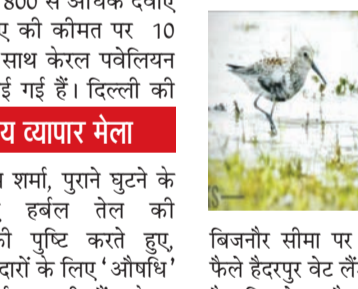 800 से अधिक दवाए
ए की कीमत पर 10
साथ केरल पवेलियन
ई गई हैं। दिल्ली की
य व्यापार मेला
शर्मा, पुराने घुटने के
हर्बल तेल की
की पुष्टि करते हुए,
दारों के लिए ‘औषधि’
बिजनौर सीमा पर
फैले हैदरपुर वेट लैं